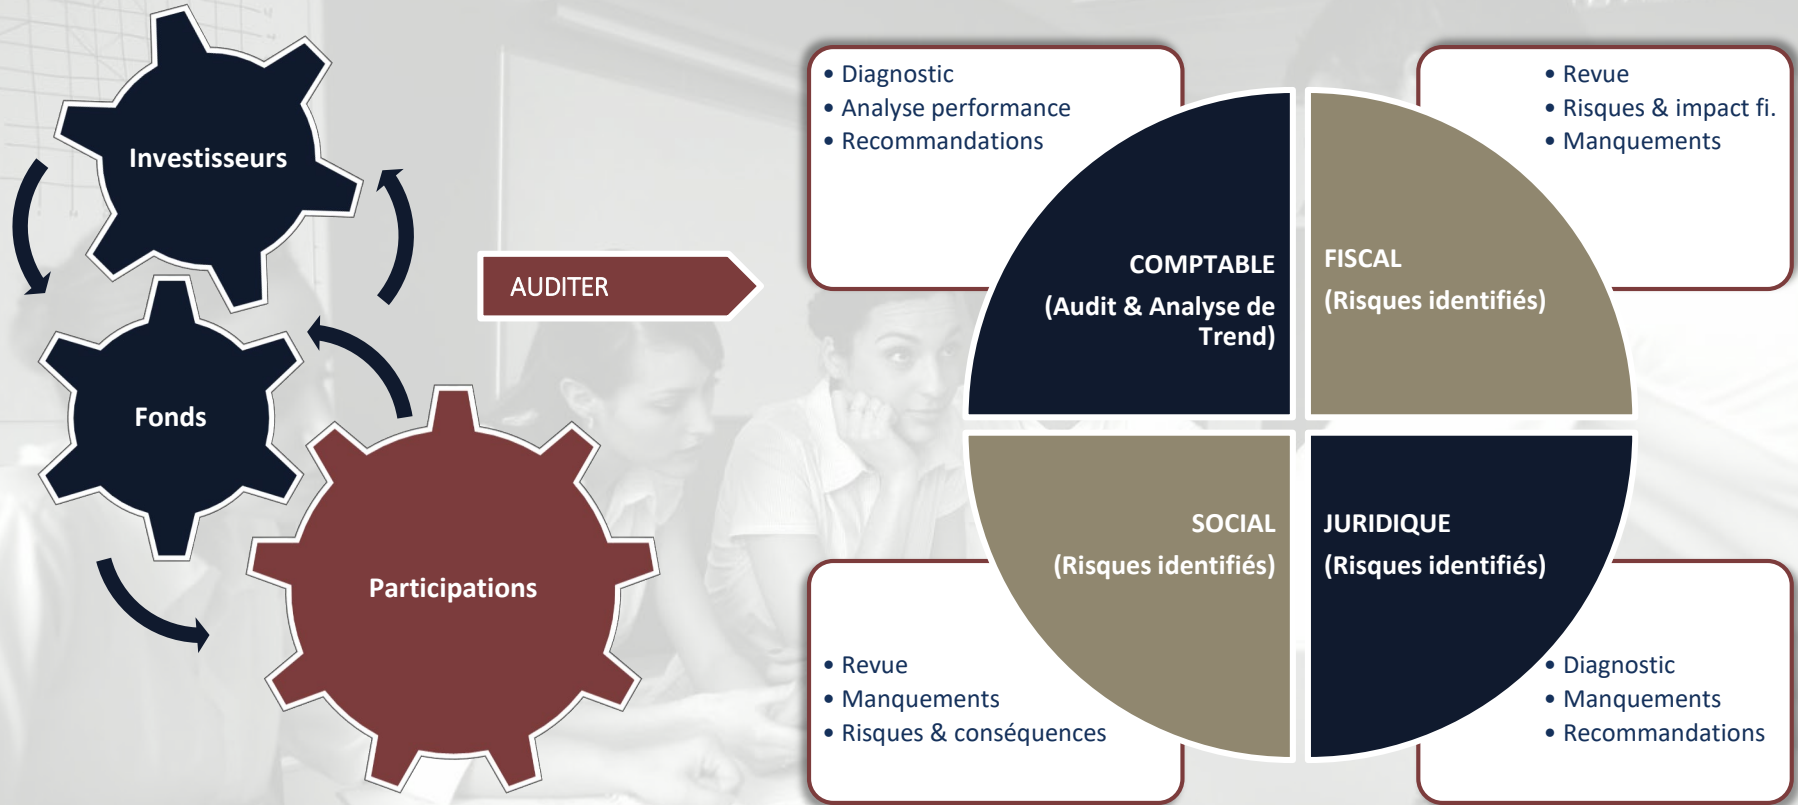 Investisseurs
Fonds
Participations
AUDITER
• Diagnostic
• Analyse performance
• Recommandations
COMPTABLE
(Audit & Analyse de
Trend)
• Revue
• Risques & impact fi.
• Manquements
FISCAL
(Risques identifiés)
SOCIAL
(Risques identifiés)
• Revue
• Manquements
• Risques & conséquences
JURIDIQUE
(Risques identifiés)
• Diagnostic
• Manquements
• Recommandations